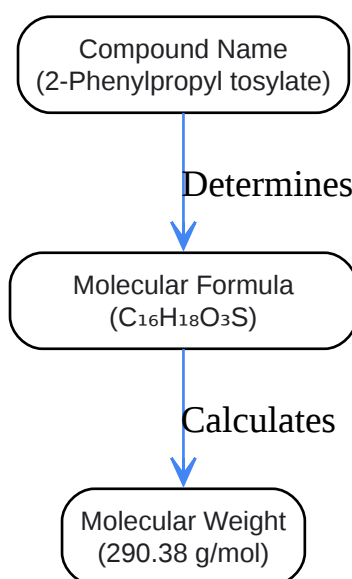 Compound Name
(2-Phenylpropyl tosylate)
Determines
Molecular Formula
(C₁₆H₁₈O₃S)
Calculates
Molecular Weight
(290.38 g/mol)